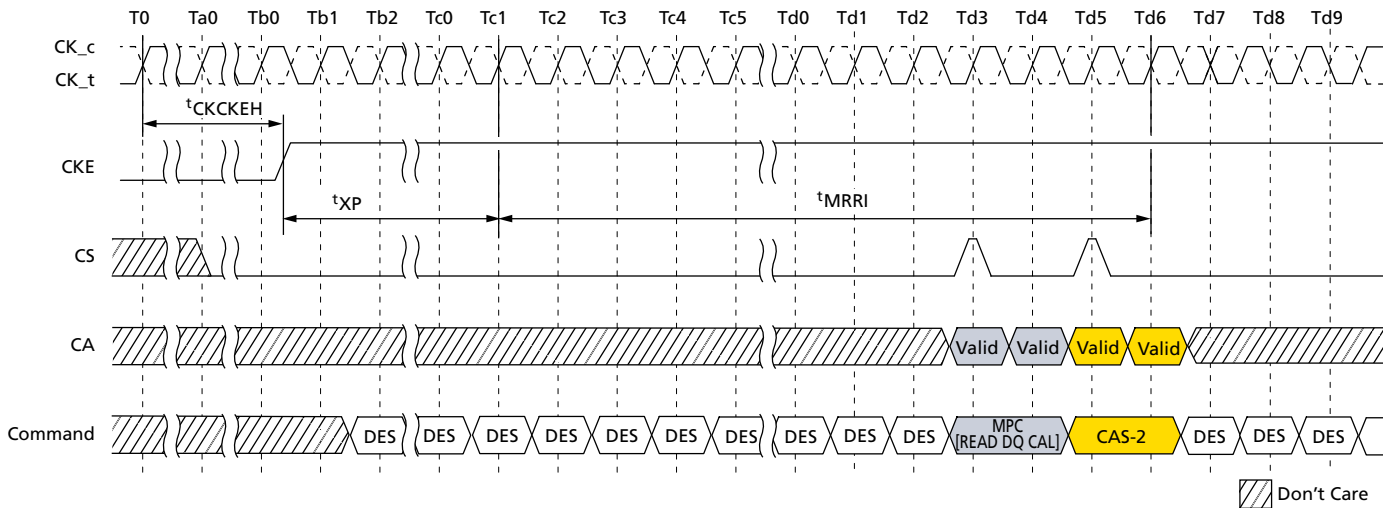 T0 Ta0 Tb0 Tb1 Tb2 Tc0 Tc1 Tc2 Tc3 Tc4 Tc5 Td0 Td1 Td2 Td3 Td4 Td5 Td6 Td7 Td8 Td9
CK_c
CK_t
tCKCKEH
CKE
tXP tMRRI
CS
CA Valid Valid Valid Valid
Command DES DES DES DES DES DES DES DES DES DES MPC [READ DQ CAL] CAS-2 DES DES DES
Don't Care